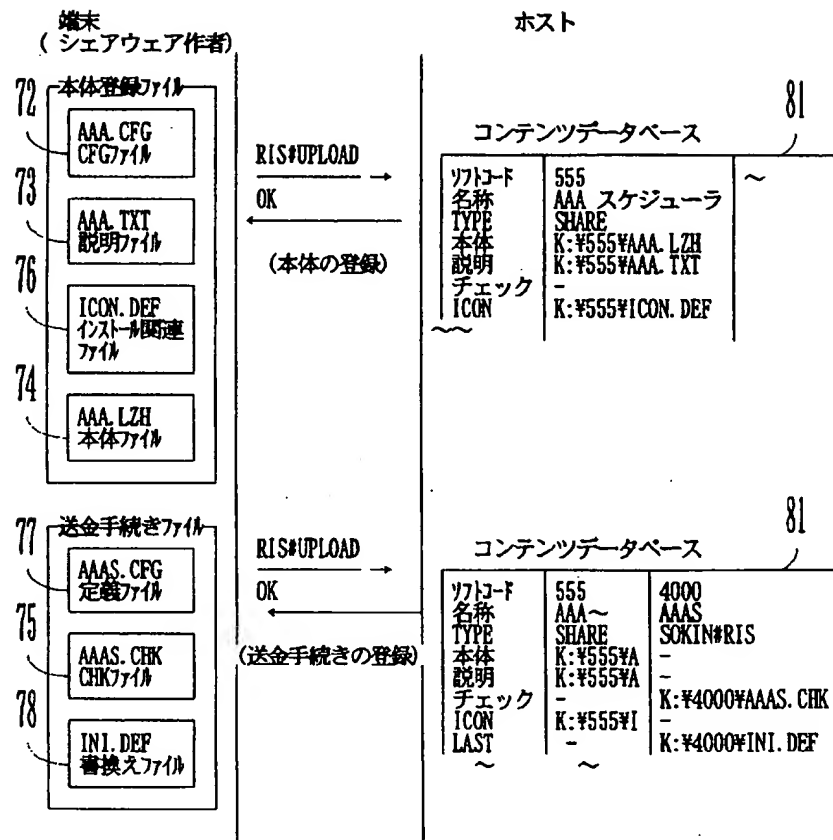 端末
(シェアウェア作者)
ホスト
本体登録ファイル
72
AAA.CFG
CFGファイル
73
AAA.TXT
説明ファイル
76
ICON.DEF
インストール関連
ファイル
74
AAA.LZH
本体ファイル
RIS#UPLOAD
OK
(本体の登録)
81
コンテンツデータベース
ソフトコード 555 ～
名称 AAA スケジューラ
TYPE SHARE
本体 K:¥555¥AAA.LZH
説明 K:¥555¥AAA.TXT
チェック -
ICON K:¥555¥ICON.DEF
～～
送金手続きファイル
77
AAAS.CFG
定義ファイル
75
AAAS.CHK
CHKファイル
78
INI.DEF
書換えファイル
RIS#UPLOAD
OK
(送金手続きの登録)
81
コンテンツデータベース
ソフトコード 555 4000
名称 AAA～ AAAS
TYPE SHARE SOKIN#RIS
本体 K:¥555¥A -
説明 K:¥555¥A -
チェック - K:¥4000¥AAAS.CHK
ICON K:¥555¥I -
LAST - K:¥4000¥INI.DEF
～ ～